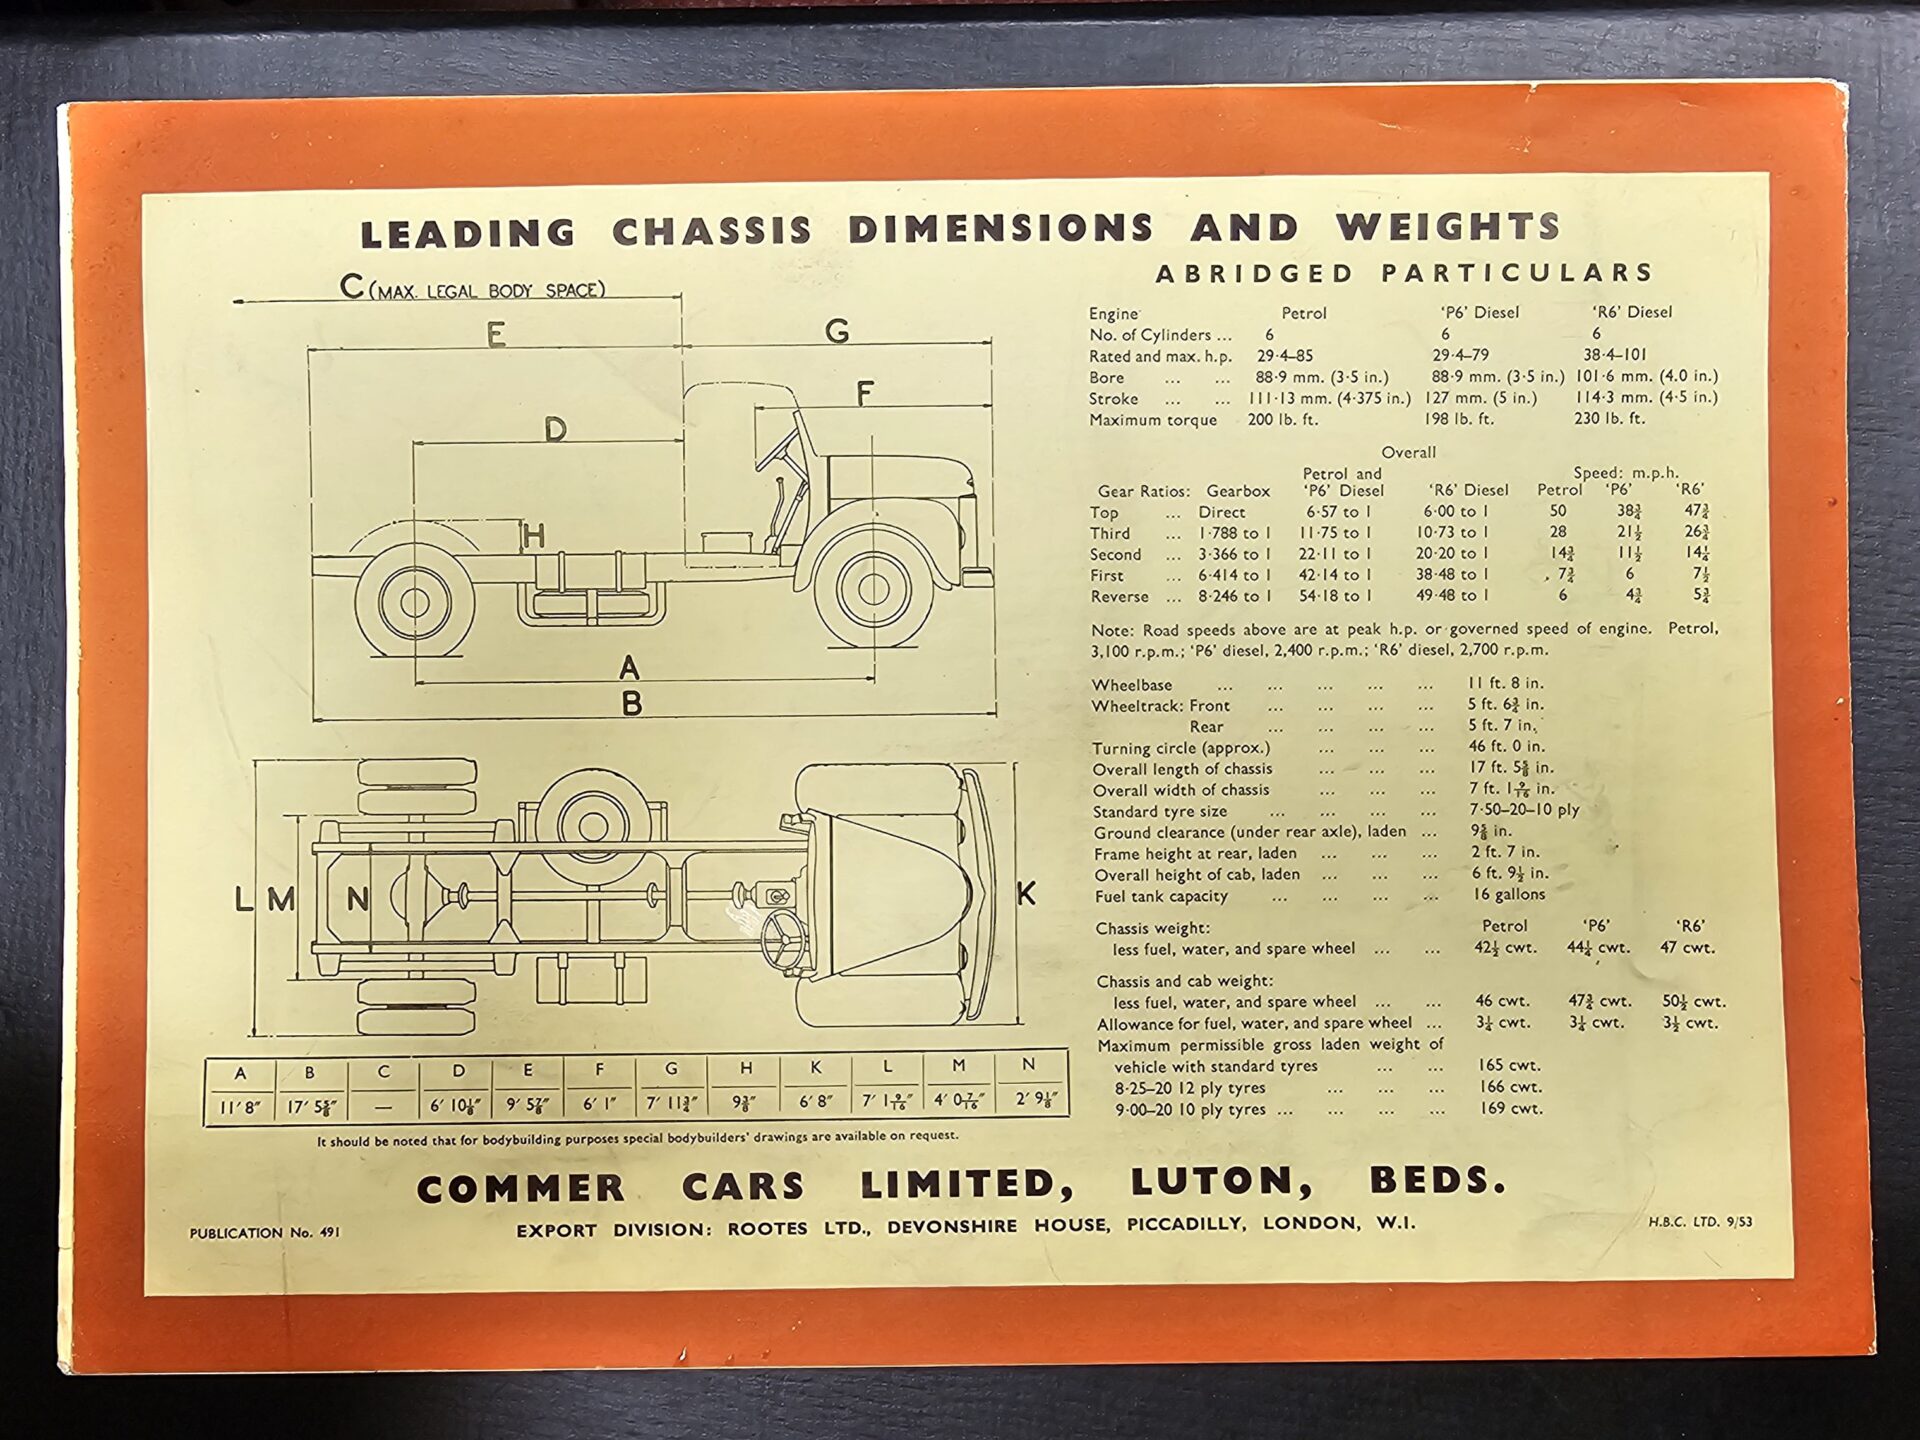 LEADING CHASSIS DIMENSIONS AND WEIGHTS
C (MAX. LEGAL BODY SPACE)
E
G
F
D
H
A
B
L
M
N
K
A B C D E F G H K L M N
11′ 8″ 17′ 5⅝″ — 6′ 10⅛″ 9′ 5⅞″ 6′ 1″ 7′ 11¾″ 9⅜″ 6′ 8″ 7′ 1 9/16″ 4′ 0 7/16″ 2′ 9⅛″
It should be noted that for bodybuilding purposes special bodybuilders' drawings are available on request.
ABRIDGED PARTICULARS
Engine Petrol 'P6' Diesel 'R6' Diesel
No. of Cylinders ... 6 6 6
Rated and max. h.p. 29·4–85 29·4–79 38·4–101
Bore ... ... 88·9 mm. (3·5 in.) 88·9 mm. (3·5 in.) 101·6 mm. (4.0 in.)
Stroke ... ... 111·13 mm. (4·375 in.) 127 mm. (5 in.) 114·3 mm. (4·5 in.)
Maximum torque 200 lb. ft. 198 lb. ft. 230 lb. ft.
Overall
Petrol and Speed: m.p.h.
Gear Ratios: Gearbox 'P6' Diesel 'R6' Diesel Petrol 'P6' 'R6'
Top ... Direct 6·57 to 1 6·00 to 1 50 38¾ 47¾
Third ... 1·788 to 1 11·75 to 1 10·73 to 1 28 21½ 26¾
Second ... 3·366 to 1 22·11 to 1 20·20 to 1 14¾ 11½ 14¼
First ... 6·414 to 1 42·14 to 1 38·48 to 1 7¾ 6 7½
Reverse ... 8·246 to 1 54·18 to 1 49·48 to 1 6 4¾ 5¾
Note: Road speeds above are at peak h.p. or governed speed of engine. Petrol,
3,100 r.p.m.; 'P6' diesel, 2,400 r.p.m.; 'R6' diesel, 2,700 r.p.m.
Wheelbase ... ... ... ... ... 11 ft. 8 in.
Wheeltrack: Front ... ... ... ... 5 ft. 6¾ in.
Rear ... ... ... ... 5 ft. 7 in.
Turning circle (approx.) ... ... ... 46 ft. 0 in.
Overall length of chassis ... ... ... 17 ft. 5⅝ in.
Overall width of chassis ... ... ... 7 ft. 1 9/16 in.
Standard tyre size ... ... ... ... 7·50–20–10 ply
Ground clearance (under rear axle), laden ... 9⅝ in.
Frame height at rear, laden ... ... ... 2 ft. 7 in.
Overall height of cab, laden ... ... ... 6 ft. 9½ in.
Fuel tank capacity ... ... ... ... 16 gallons
Chassis weight: Petrol 'P6' 'R6'
less fuel, water, and spare wheel ... ... 42½ cwt. 44¼ cwt. 47 cwt.
Chassis and cab weight:
less fuel, water, and spare wheel ... ... 46 cwt. 47¾ cwt. 50½ cwt.
Allowance for fuel, water, and spare wheel ... 3¼ cwt. 3¼ cwt. 3½ cwt.
Maximum permissible gross laden weight of
vehicle with standard tyres ... ... 165 cwt.
8·25–20 12 ply tyres ... ... ... 166 cwt.
9·00–20 10 ply tyres ... ... ... ... 169 cwt.
COMMER CARS LIMITED, LUTON, BEDS.
PUBLICATION No. 491
EXPORT DIVISION: ROOTES LTD., DEVONSHIRE HOUSE, PICCADILLY, LONDON, W.1.
H.B.C. LTD. 9/53